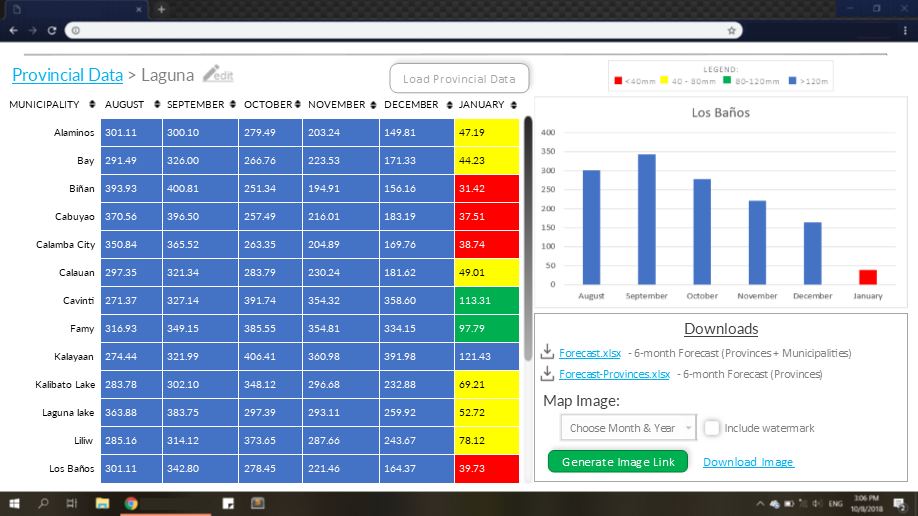 Provincial Data > Laguna edit
Load Provincial Data
MUNICIPALITY AUGUST SEPTEMBER OCTOBER NOVEMBER DECEMBER JANUARY
Alaminos 301.11 300.10 279.49 203.24 149.81 47.19
Bay 291.49 326.00 266.76 223.53 171.33 44.23
Biñan 393.93 400.81 251.34 194.91 156.16 31.42
Cabuyao 370.56 396.50 257.49 216.01 183.19 37.51
Calamba City 350.84 365.52 263.35 204.89 169.76 38.74
Calauan 297.35 321.34 283.79 230.24 181.62 49.01
Cavinti 271.37 327.14 391.74 354.32 358.60 113.31
Famy 316.93 349.15 385.55 354.81 334.15 97.79
Kalayaan 274.44 321.99 406.41 360.98 391.98 121.43
Kalibato Lake 283.78 302.10 348.12 296.68 232.88 69.21
Laguna lake 363.88 383.75 297.39 293.11 259.92 52.72
Liliw 285.16 314.12 373.65 287.66 243.67 78.12
Los Baños 301.11 342.80 278.45 221.46 164.37 39.73
LEGEND:
<40mm 40 - 80mm 80-120mm >120m
Los Baños
400
350
300
250
200
150
100
50
0
August September October November December January
Downloads
Forecast.xlsx - 6-month Forecast (Provinces + Municipalities)
Forecast-Provinces.xlsx - 6-month Forecast (Provinces)
Map Image:
Choose Month & Year Include watermark
Generate Image Link Download Image
ENG
3:06 PM
10/8/2018